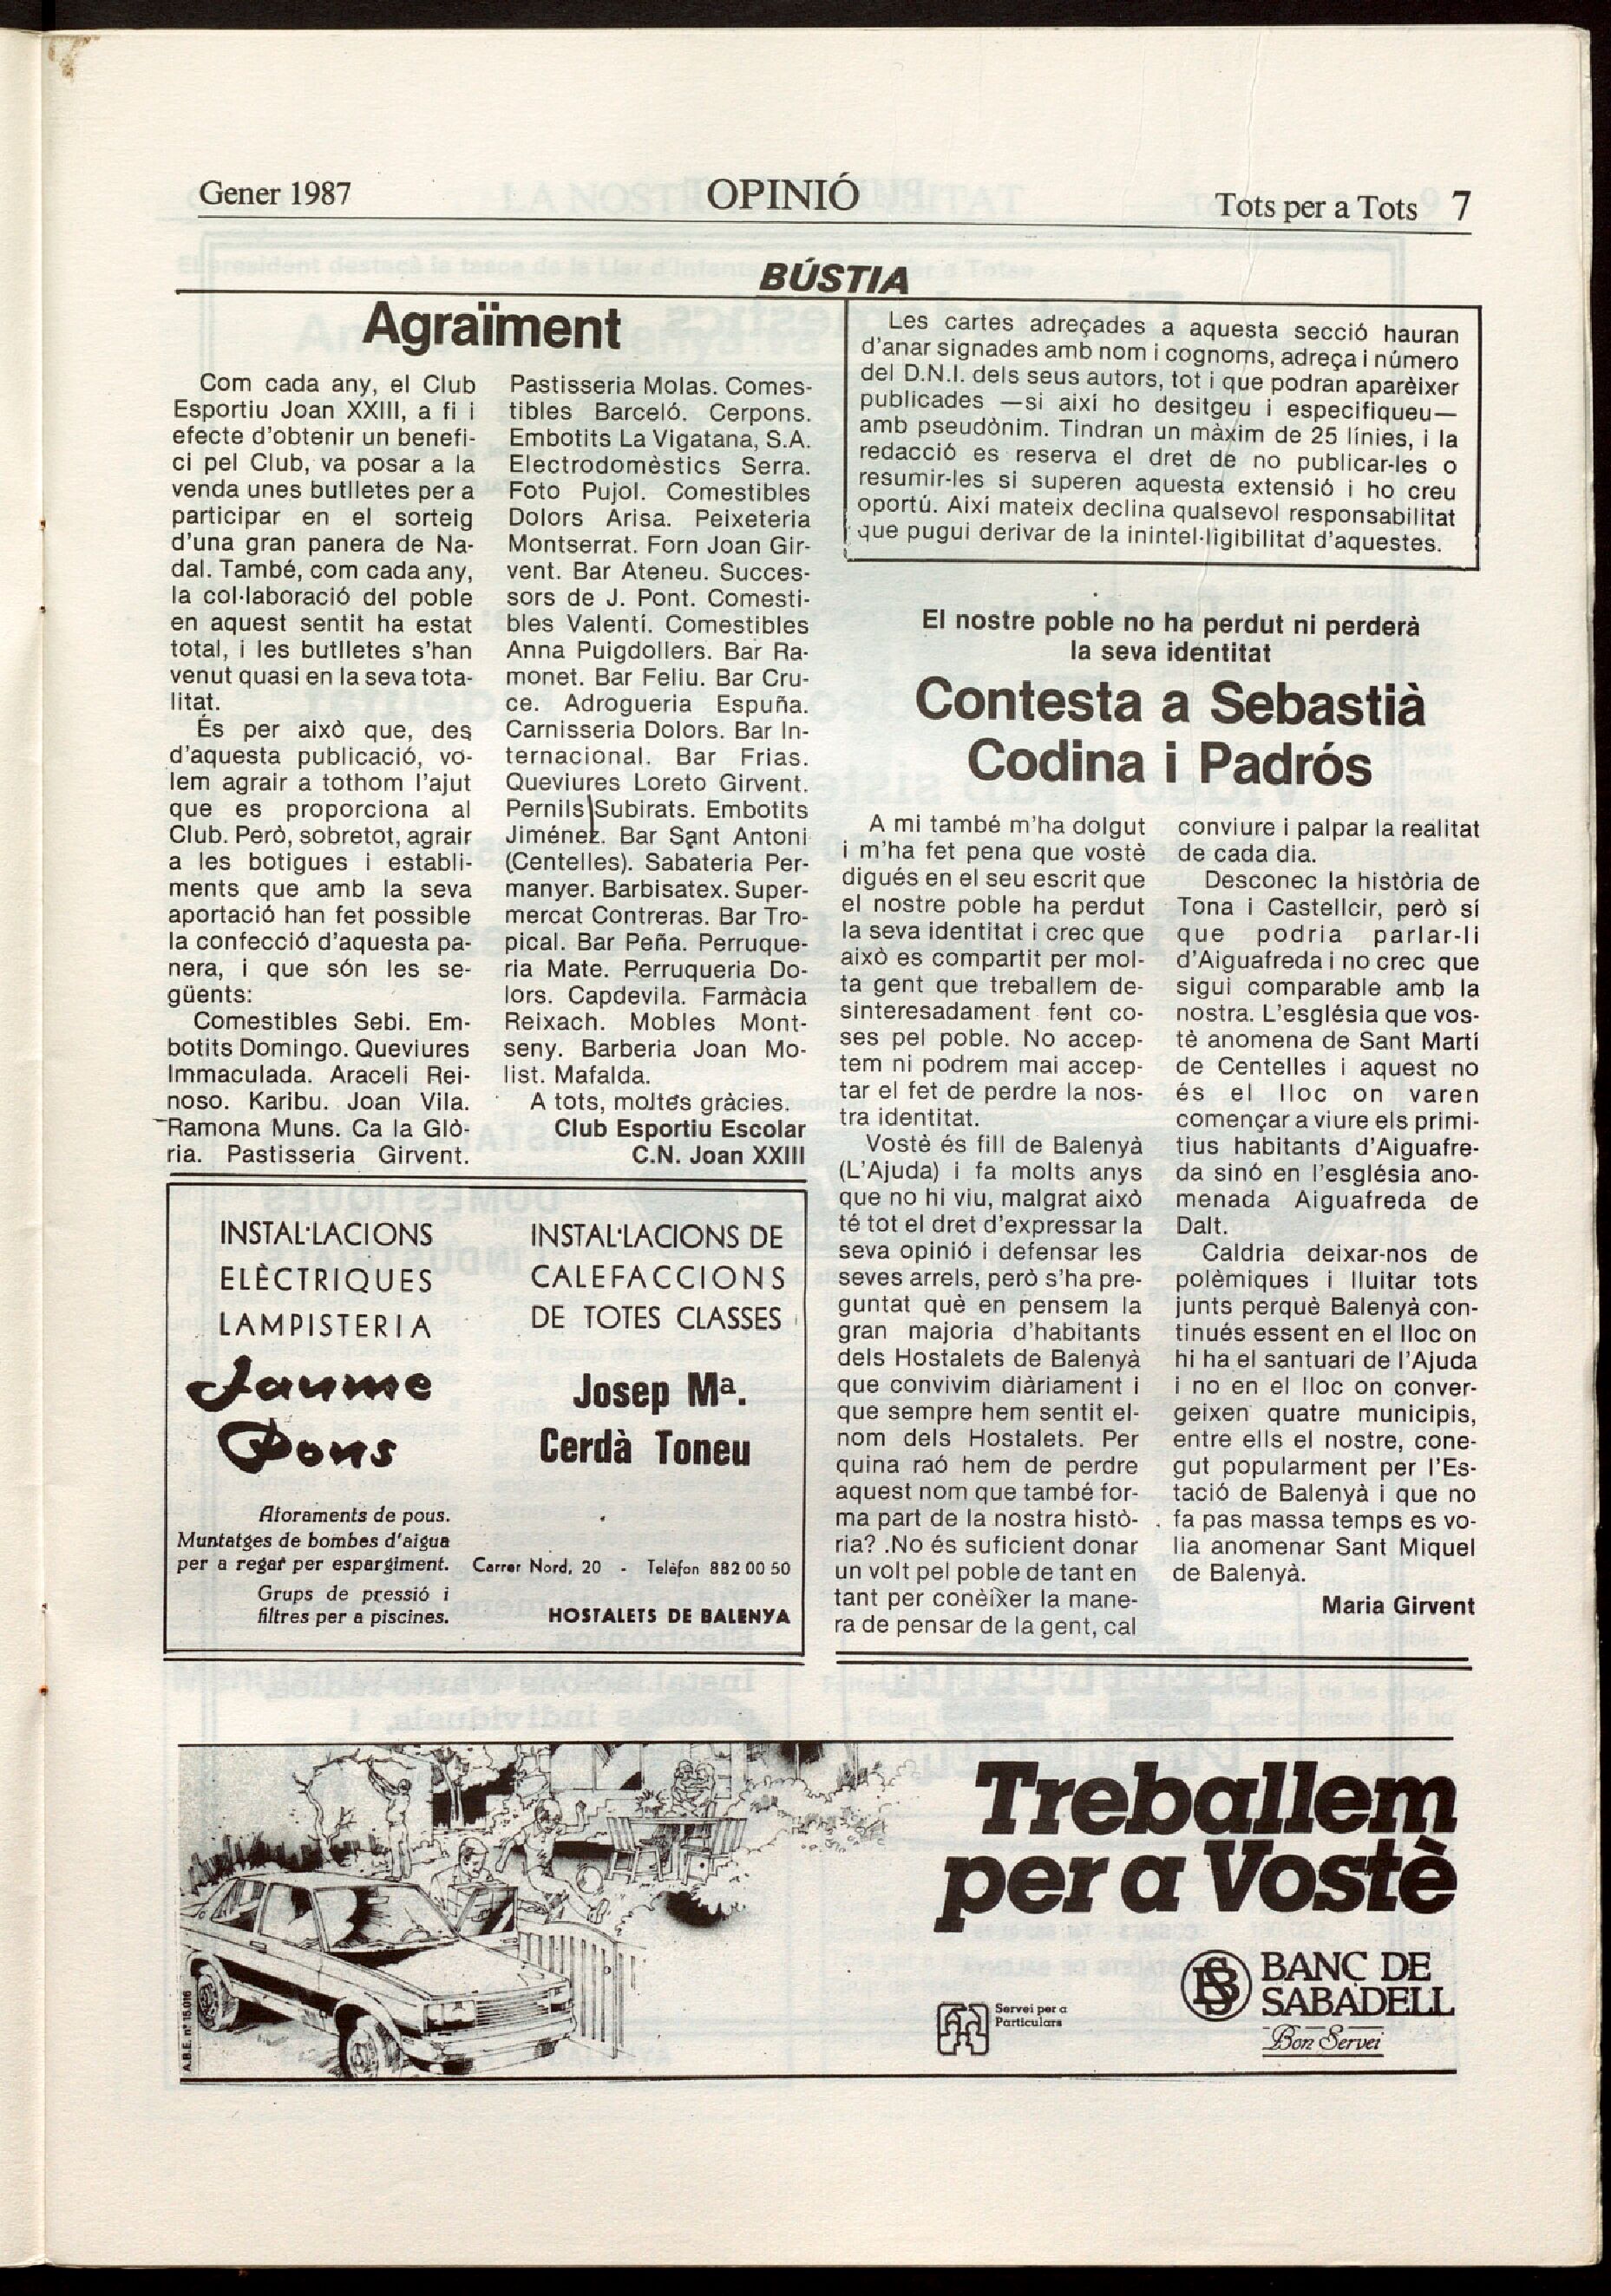 Gener 1987
OPINIÓ
Tots per a Tots 7
BÚSTIA
Agraïment
Com cada any, el Club
Esportiu Joan XXIII, a fi i
efecte d'obtenir un benefi-
ci pel Club, va posar a la
venda unes butlletes per a
participar en el sorteig
d'una gran panera de Na-
dal. També, com cada any,
la col·laboració del poble
en aquest sentit ha estat
total, i les butlletes s'han
venut quasi en la seva tota-
litat.
És per això que, des
d'aquesta publicació, vo-
lem agrair a tothom l'ajut
que es proporciona al
Club. Però, sobretot, agrair
a les botigues i establi-
ments que amb la seva
aportació han fet possible
la confecció d'aquesta pa-
nera, i que són les se-
güents:
Comestibles Sebi. Em-
botits Domingo. Queviures
Immaculada. Araceli Rei-
noso. Karibu. Joan Vila.
Ramona Muns. Ca la Glò-
ria. Pastisseria Girvent.
Pastisseria Molas. Comes-
tibles Barceló. Cerpons.
Embotits La Vigatana, S.A.
Electrodomèstics Serra.
Foto Pujol. Comestibles
Dolors Arisa. Peixeteria
Montserrat. Forn Joan Gir-
vent. Bar Ateneu. Succes-
sors de J. Pont. Comesti-
bles Valentí. Comestibles
Anna Puigdollers. Bar Ra-
monet. Bar Feliu. Bar Cru-
ce. Adrogueria Espuña.
Carnisseria Dolors. Bar In-
ternacional. Bar Frias.
Queviures Loreto Girvent.
Pernils Subirats. Embotits
Jiménez. Bar Sant Antoni
(Centelles). Sabateria Per-
manyer. Barbisatex. Super-
mercat Contreras. Bar Tro-
pical. Bar Peña. Perruque-
ria Mate. Perruqueria Do-
lors. Capdevila. Farmàcia
Reixach. Mobles Mont-
seny. Barberia Joan Mo-
list. Mafalda.
A tots, moltes gràcies.
Club Esportiu Escolar
C.N. Joan XXIII
Les cartes adreçades a aquesta secció hauran
d'anar signades amb nom i cognoms, adreça i número
del D.N.I. dels seus autors, tot i que podran aparèixer
publicades —si així ho desitgeu i especifiqueu—
amb pseudònim. Tindran un màxim de 25 línies, i la
redacció es reserva el dret de no publicar-les o
resumir-les si superen aquesta extensió i ho creu
oportú. Així mateix declina qualsevol responsabilitat
que pugui derivar de la inintel·ligibilitat d'aquestes.
El nostre poble no ha perdut ni perderà
la seva identitat
Contesta a Sebastià
Codina i Padrós
A mi també m'ha dolgut
i m'ha fet pena que vostè
digués en el seu escrit que
el nostre poble ha perdut
la seva identitat i crec que
això es compartit per mol-
ta gent que treballem de-
sinteresadament fent co-
ses pel poble. No accep-
tem ni podrem mai accep-
tar el fet de perdre la nos-
tra identitat.
Vostè és fill de Balenyà
(L'Ajuda) i fa molts anys
que no hi viu, malgrat això
té tot el dret d'expressar la
seva opinió i defensar les
seves arrels, però s'ha pre-
guntat què en pensem la
gran majoria d'habitants
dels Hostalets de Balenyà
que convivim diàriament i
que sempre hem sentit el
nom dels Hostalets. Per
quina raó hem de perdre
aquest nom que també for-
ma part de la nostra histò-
ria? .No és suficient donar
un volt pel poble de tant en
tant per conèixer la mane-
ra de pensar de la gent, cal
conviure i palpar la realitat
de cada dia.
Desconec la història de
Tona i Castellcir, però sí
que podria parlar-li
d'Aiguafreda i no crec que
sigui comparable amb la
nostra. L'església que vos-
tè anomena de Sant Martí
de Centelles i aquest no
és el lloc on varen
començar a viure els primi-
tius habitants d'Aiguafre-
da sinó en l'església ano-
menada Aiguafreda de
Dalt.
Caldria deixar-nos de
polèmiques i lluitar tots
junts perquè Balenyà con-
tinués essent en el lloc on
hi ha el santuari de l'Ajuda
i no en el lloc on conver-
geixen quatre municipis,
entre ells el nostre, cone-
gut popularment per l'Es-
tació de Balenyà i que no
fa pas massa temps es vo-
lia anomenar Sant Miquel
de Balenyà.
Maria Girvent
INSTAL·LACIONS
ELÈCTRIQUES
LAMPISTERIA
Jaume
Pons
Aforaments de pous.
Muntatges de bombes d'aigua
per a regar per espargiment.
Grups de pressió i
filtres per a piscines.
INSTAL·LACIONS DE
CALEFACCIONS
DE TOTES CLASSES
Josep Mª.
Cerdà Toneu
Carrer Nord, 20 - Telèfon 882 00 50
HOSTALETS DE BALENYA
Treballem
per a Vostè
Servei per a
Particulars
BANC DE
SABADELL
Bon Servei
A.B.E. nº 15.016